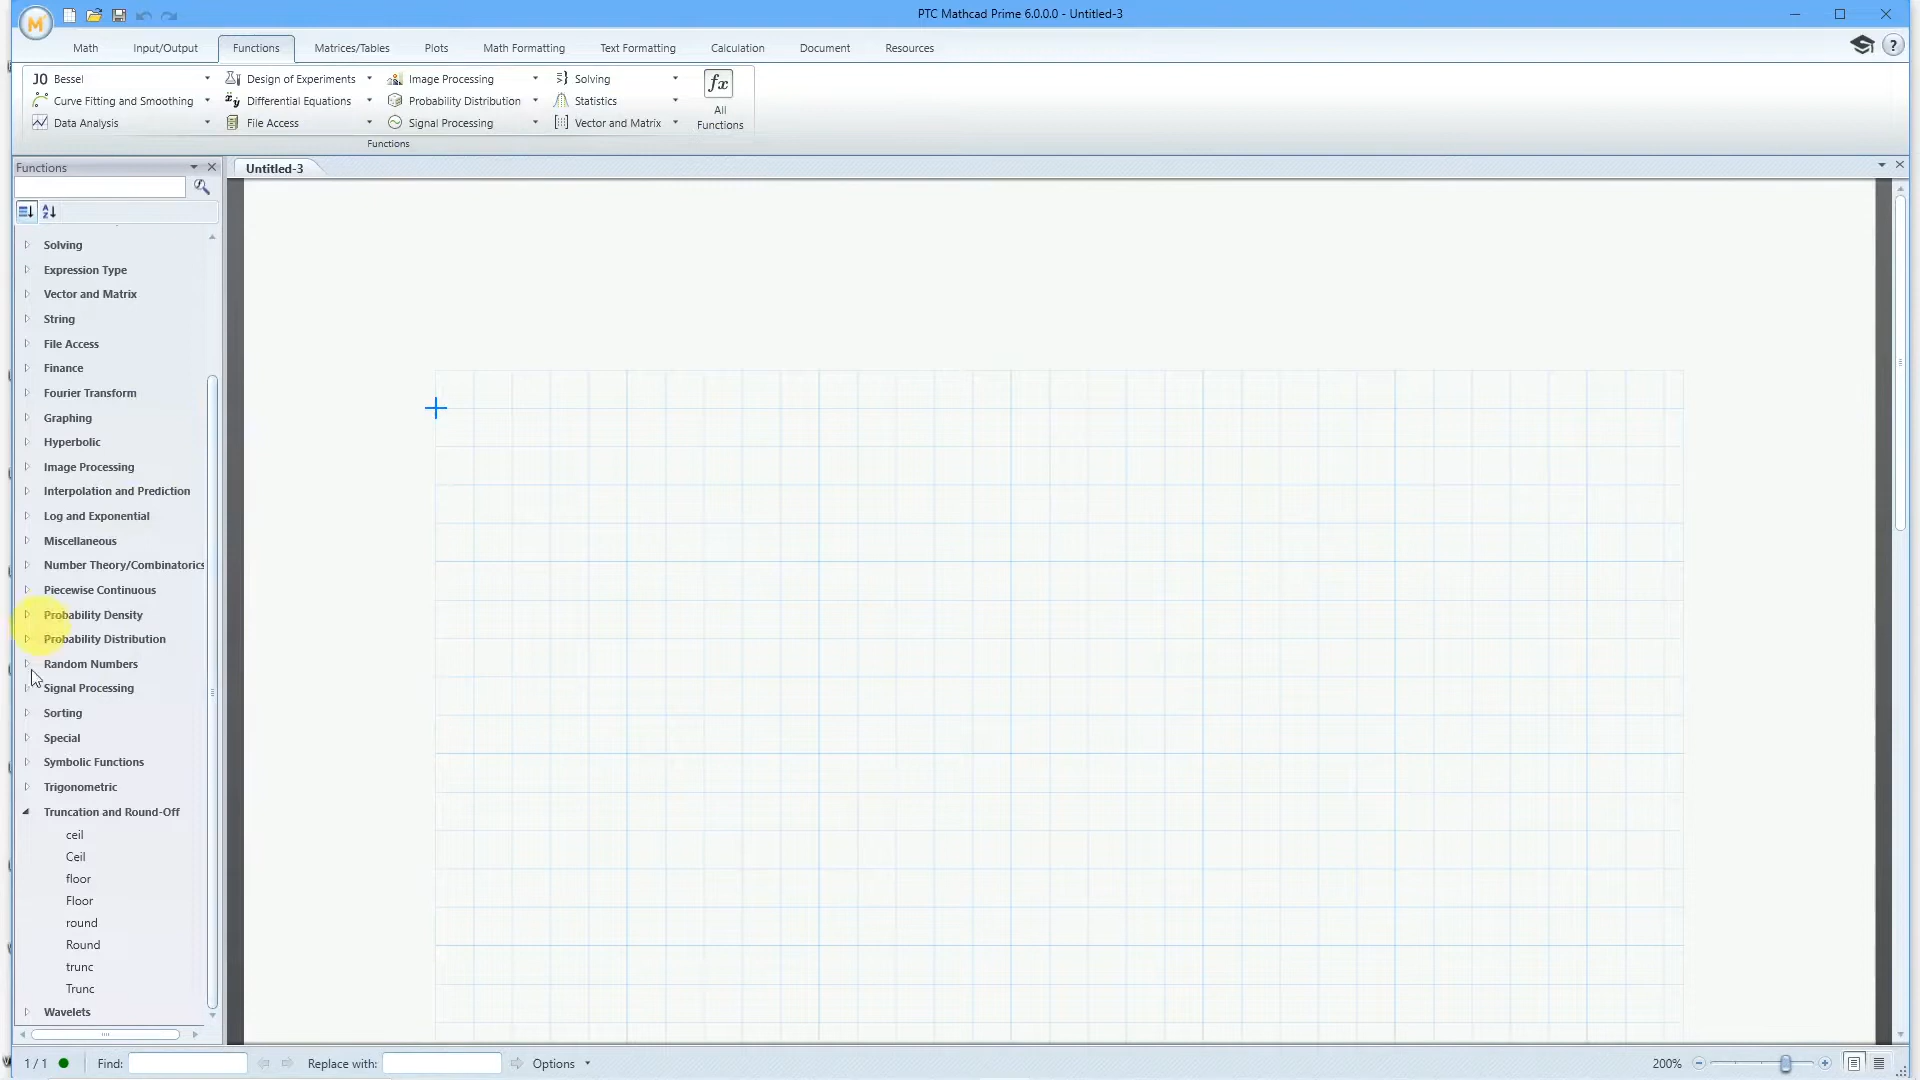 PTC Mathcad Prime 6.0.0.0 - Untitled-3
Math Input/Output Functions Matrices/Tables Plots Math Formatting Text Formatting Calculation Document Resources
Bessel Design of Experiments Image Processing Solving
Curve Fitting and Smoothing Differential Equations Probability Distribution Statistics
Data Analysis File Access Signal Processing Vector and Matrix
fx
All
Functions
Functions
Functions
Untitled-3
Solving
Expression Type
Vector and Matrix
String
File Access
Finance
Fourier Transform
Graphing
Hyperbolic
Image Processing
Interpolation and Prediction
Log and Exponential
Miscellaneous
Number Theory/Combinatorics
Piecewise Continuous
Probability Density
Probability Distribution
Random Numbers
Signal Processing
Sorting
Special
Symbolic Functions
Trigonometric
Truncation and Round-Off
ceil
Ceil
floor
Floor
round
Round
trunc
Trunc
Wavelets
1 / 1 Find: Replace with: Options 200%